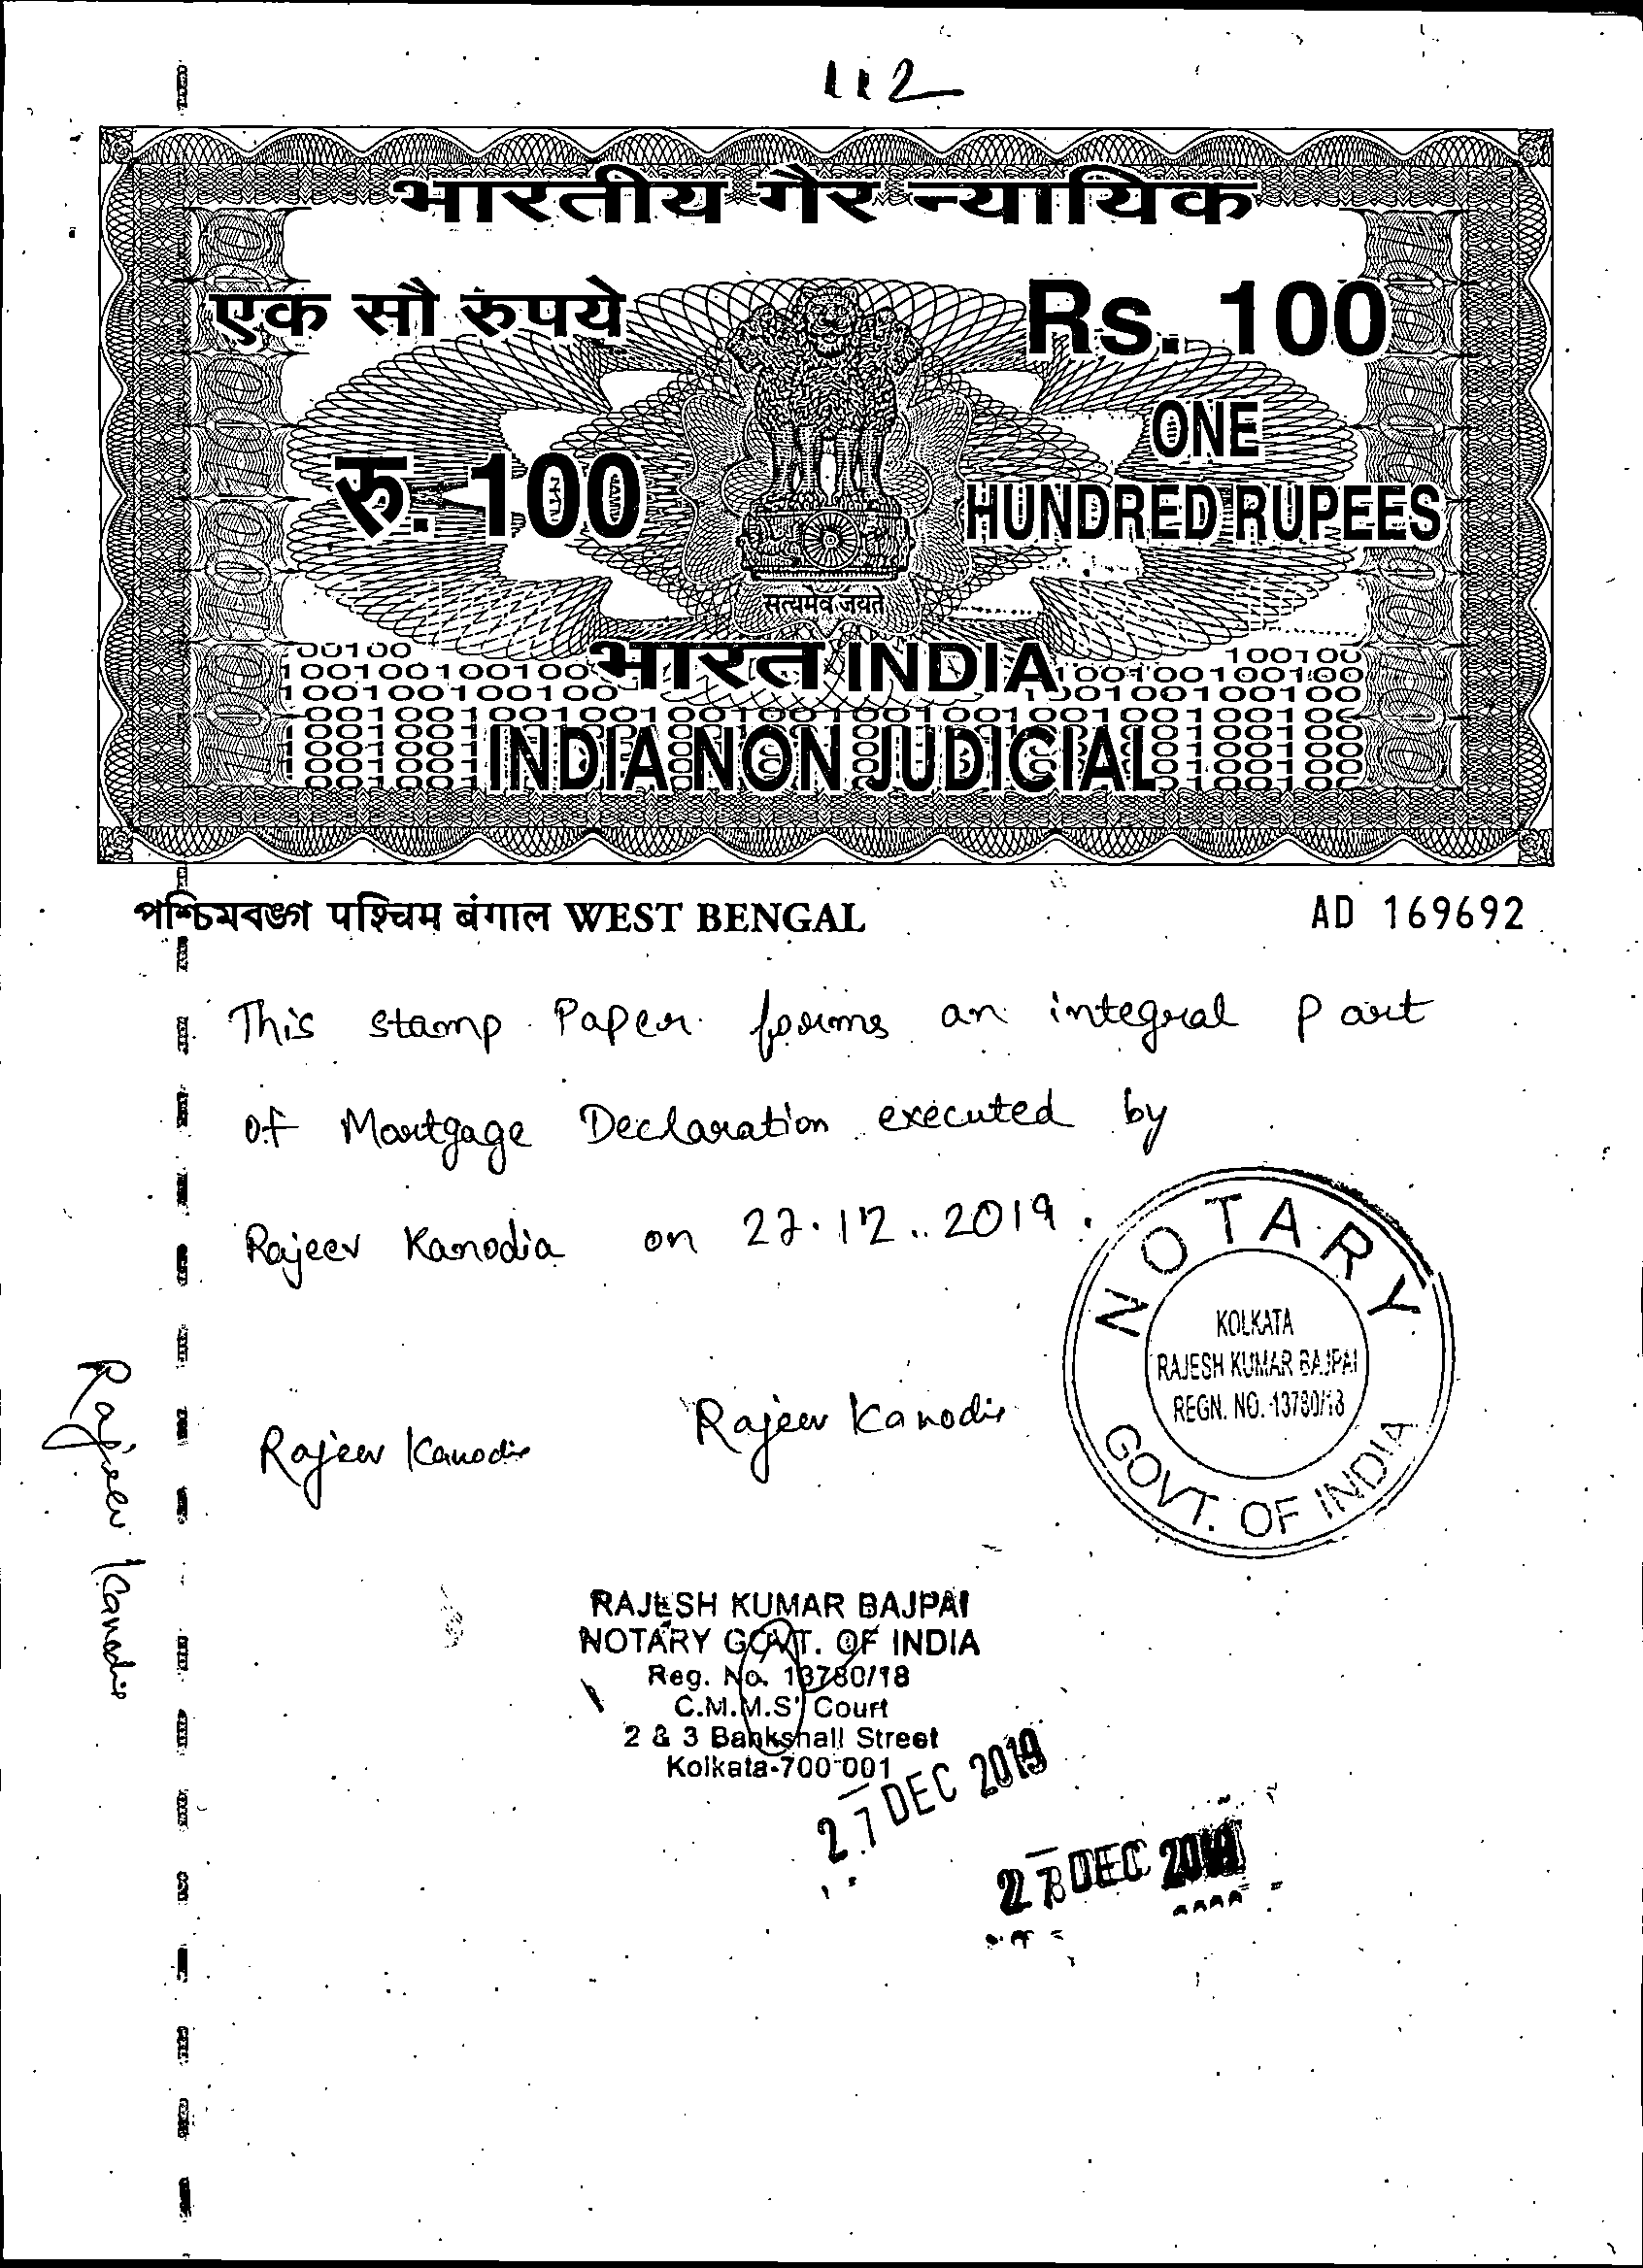 112
भारतीय गैर न्यायिक
एक सौ रुपये
Rs. 100
रु. 100
ONE
HUNDRED RUPEES
सत्यमेव जयते
भारत INDIA
INDIA NON JUDICIAL
পশ্চিমবঙ্গ पश्चिम बंगाल WEST BENGAL
AD 169692
This stamp Paper forms an integral Part
of Mortgage Declaration executed by
Rajeev Kanodia on 27.12..2019.
NOTARY
KOLKATA
RAJESH KUMAR BAJPAI
REGN. NO.-13780/18
GOVT. OF INDIA
Rajeev Kanodia
Rajeev Kanodia
Rajeev Kanodia
RAJESH KUMAR BAJPAI
NOTARY GOVT. OF INDIA
Reg. No. 13780/18
C.M.M.S' Court
2 & 3 Bankshall Street
Kolkata-700 001
27 DEC 2019
DEC